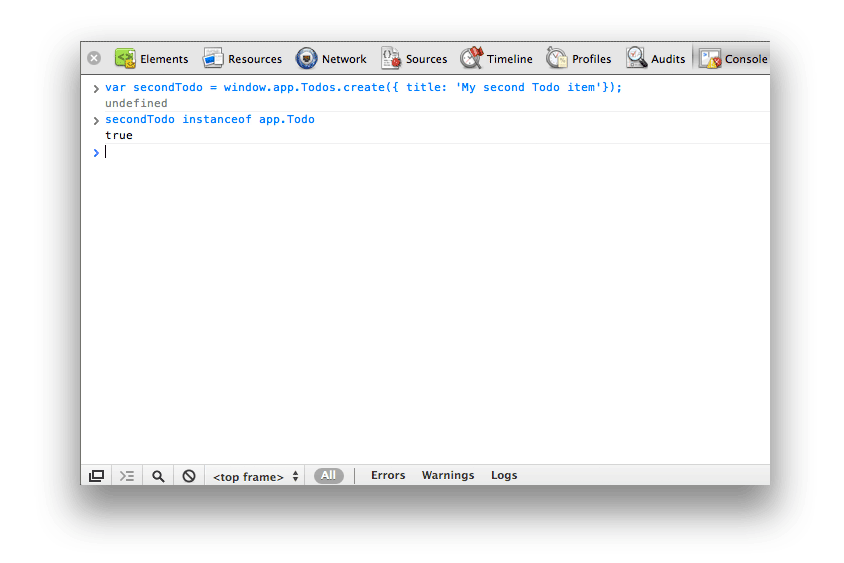 Elements Resources Network Sources Timeline Profiles Audits Console
var secondTodo = window.app.Todos.create({ title: 'My second Todo item'});
undefined
secondTodo instanceof app.Todo
true
<top frame> All Errors Warnings Logs